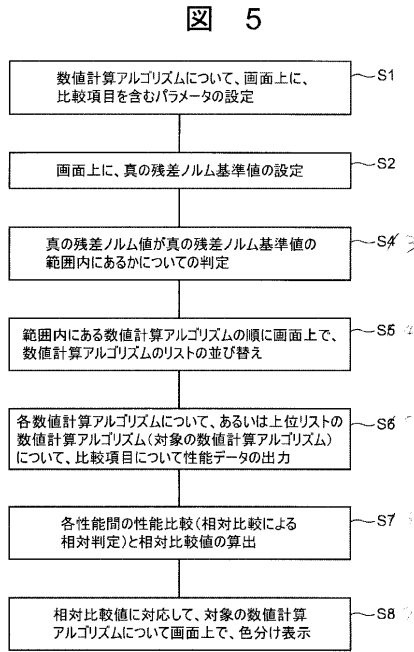 図 5
数値計算アルゴリズムについて、画面上に、
比較項目を含むパラメータの設定
S1
画面上に、真の残差ノルム基準値の設定
S2
真の残差ノルム値が真の残差ノルム基準値の
範囲内にあるかについての判定
S4
範囲内にある数値計算アルゴリズムの順に画面上で、
数値計算アルゴリズムのリストの並び替え
S5
各数値計算アルゴリズムについて、あるいは上位リストの
数値計算アルゴリズム(対象の数値計算アルゴリズム)
について、比較項目について性能データの出力
S6
各性能間の性能比較(相対比較による
相対判定)と相対比較値の算出
S7
相対比較値に対応して、対象の数値計算
アルゴリズムについて画面上で、色分け表示
S8